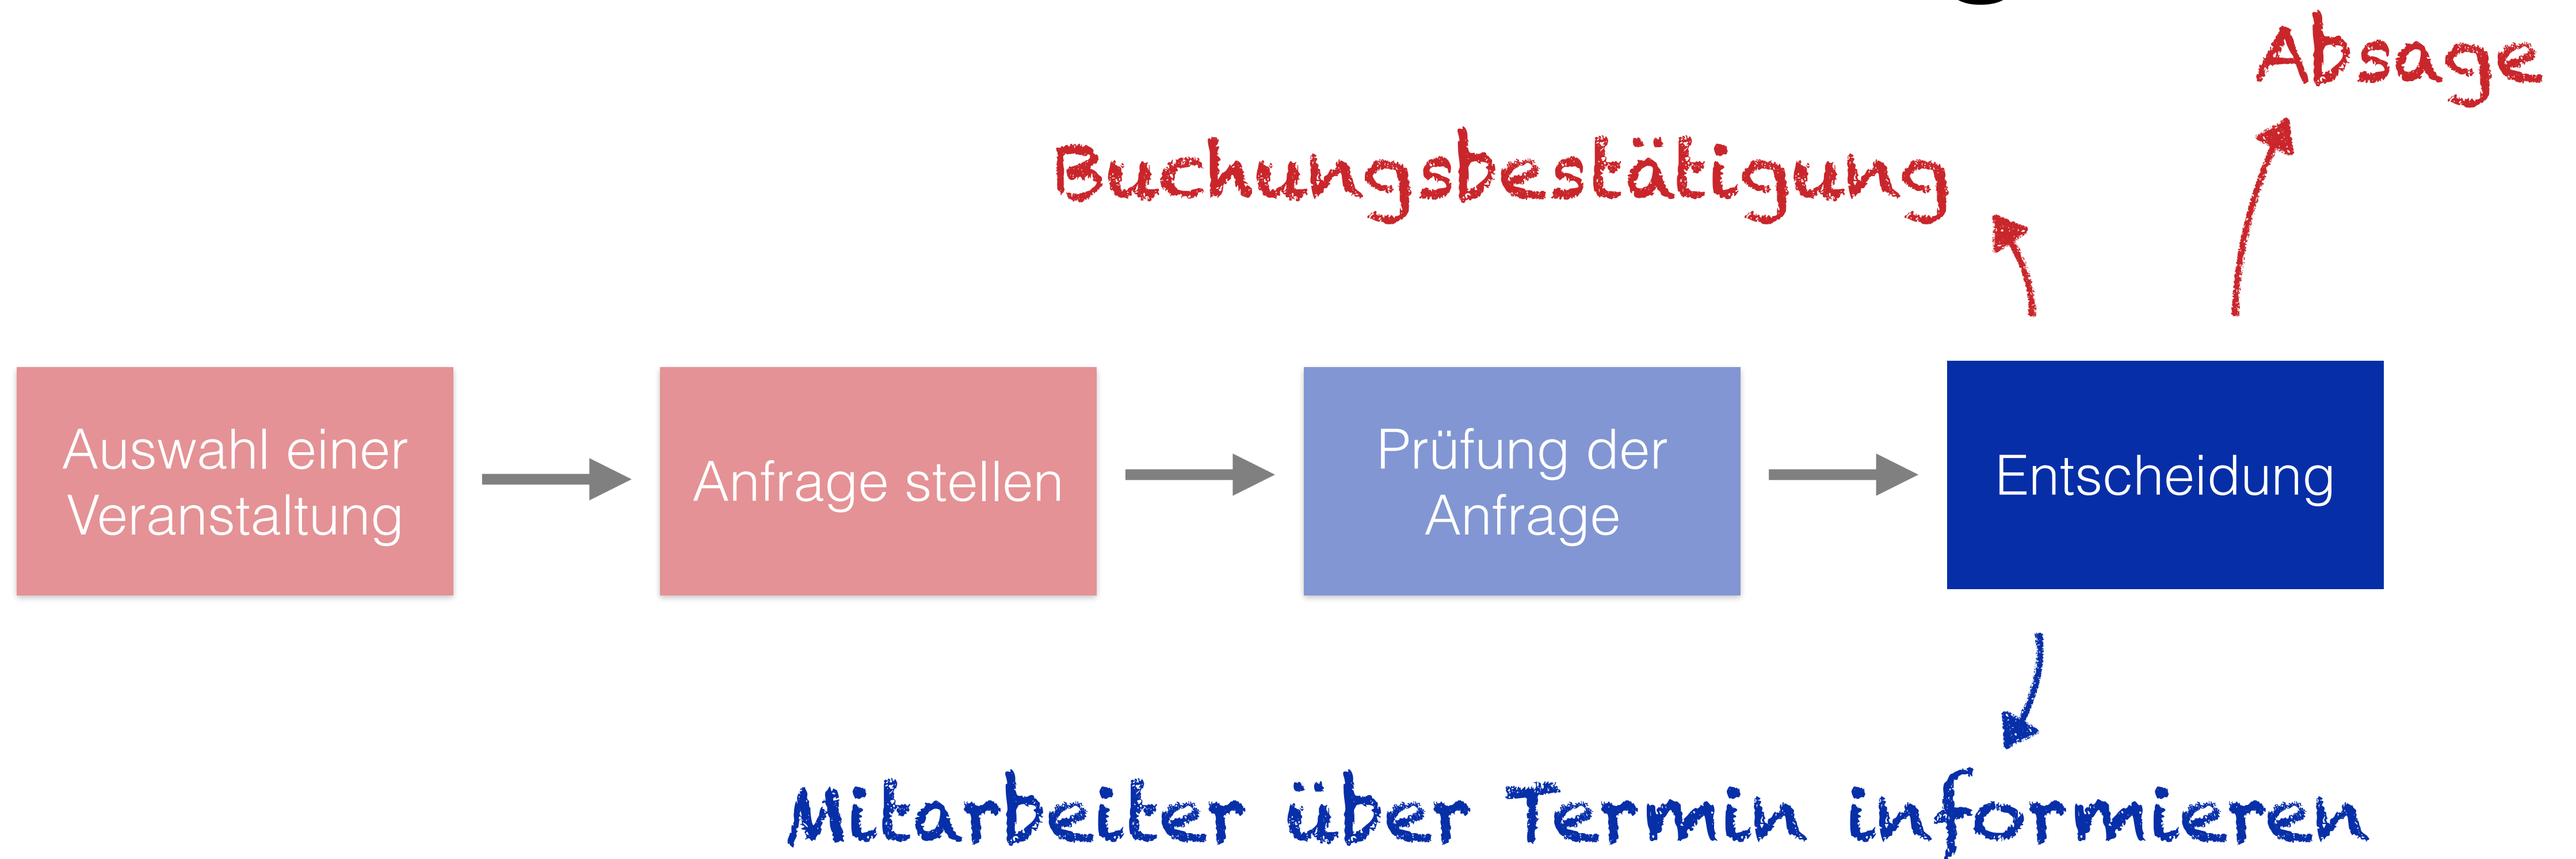 Absage
Buchungsbestätigung
Auswahl einer
Veranstaltung
Anfrage stellen
Prüfung der
Anfrage
Entscheidung
Mitarbeiter über Termin informieren